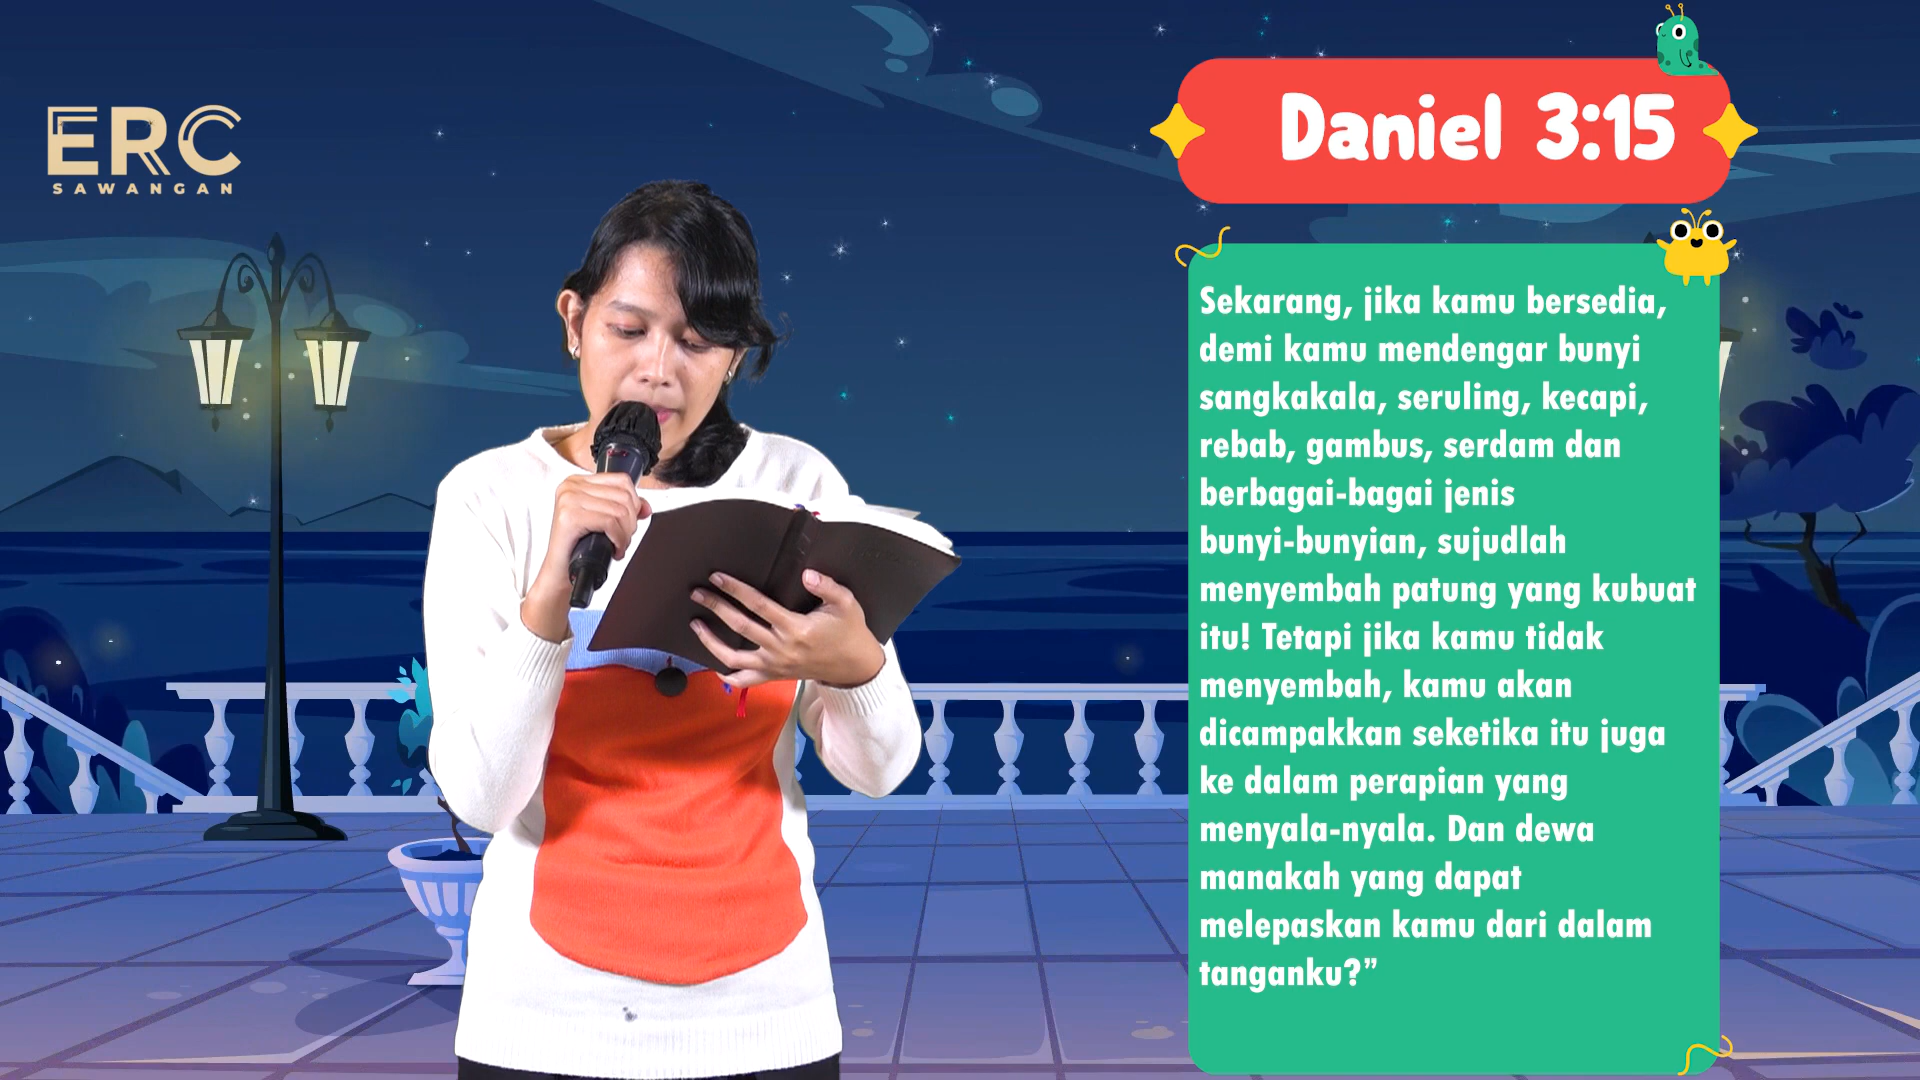 ERC
SAWANGAN
Daniel 3:15
Sekarang, jika kamu bersedia,
demi kamu mendengar bunyi
sangkakala, seruling, kecapi,
rebab, gambus, serdam dan
berbagai-bagai jenis
bunyi-bunyian, sujudlah
menyembah patung yang kubuat
itu! Tetapi jika kamu tidak
menyembah, kamu akan
dicampakkan seketika itu juga
ke dalam perapian yang
menyala-nyala. Dan dewa
manakah yang dapat
melepaskan kamu dari dalam
tanganku?”